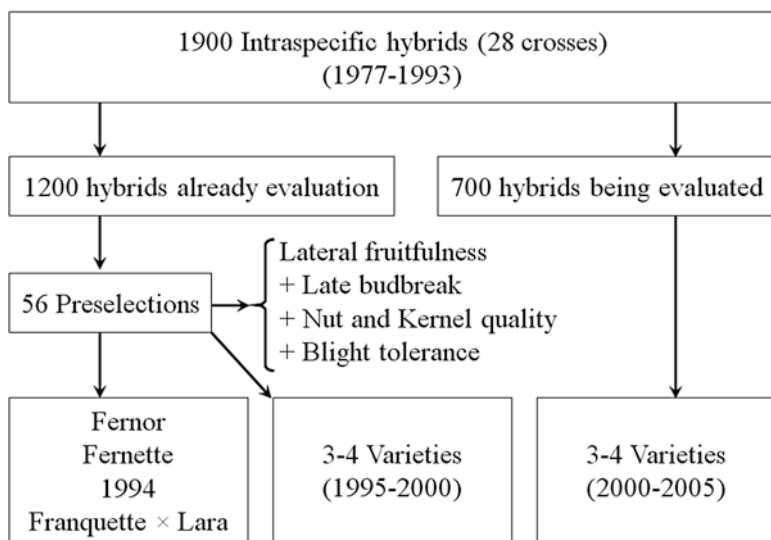 1900 Intraspecific hybrids (28 crosses)
(1977-1993)
1200 hybrids already evaluation
700 hybrids being evaluated
56 Preselections
Lateral fruitfulness
+ Late budbreak
+ Nut and Kernel quality
+ Blight tolerance
Fernor
Fernette
1994
Franquette × Lara
3-4 Varieties
(1995-2000)
3-4 Varieties
(2000-2005)